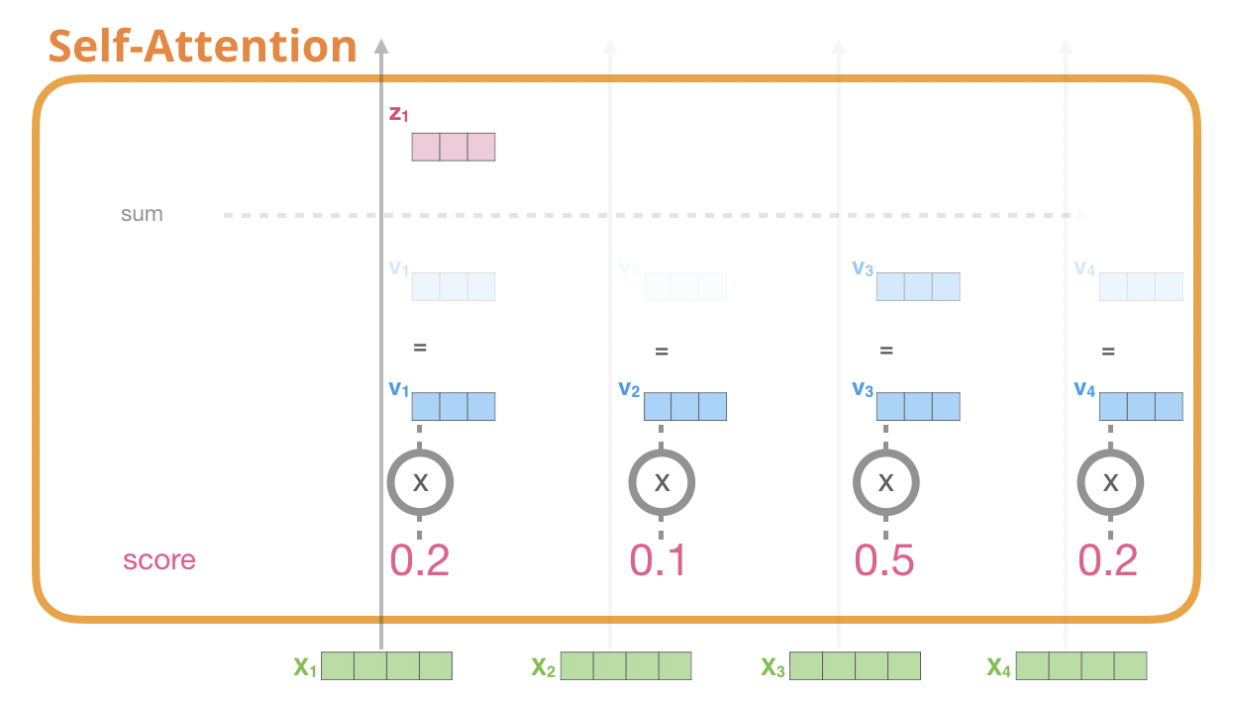 Self-Attention
z₁
sum
v₁ v₂ v₃ v₄
= = = =
v₁ v₂ v₃ v₄
X X X X
score 0.2 0.1 0.5 0.2
X₁ X₂ X₃ X₄